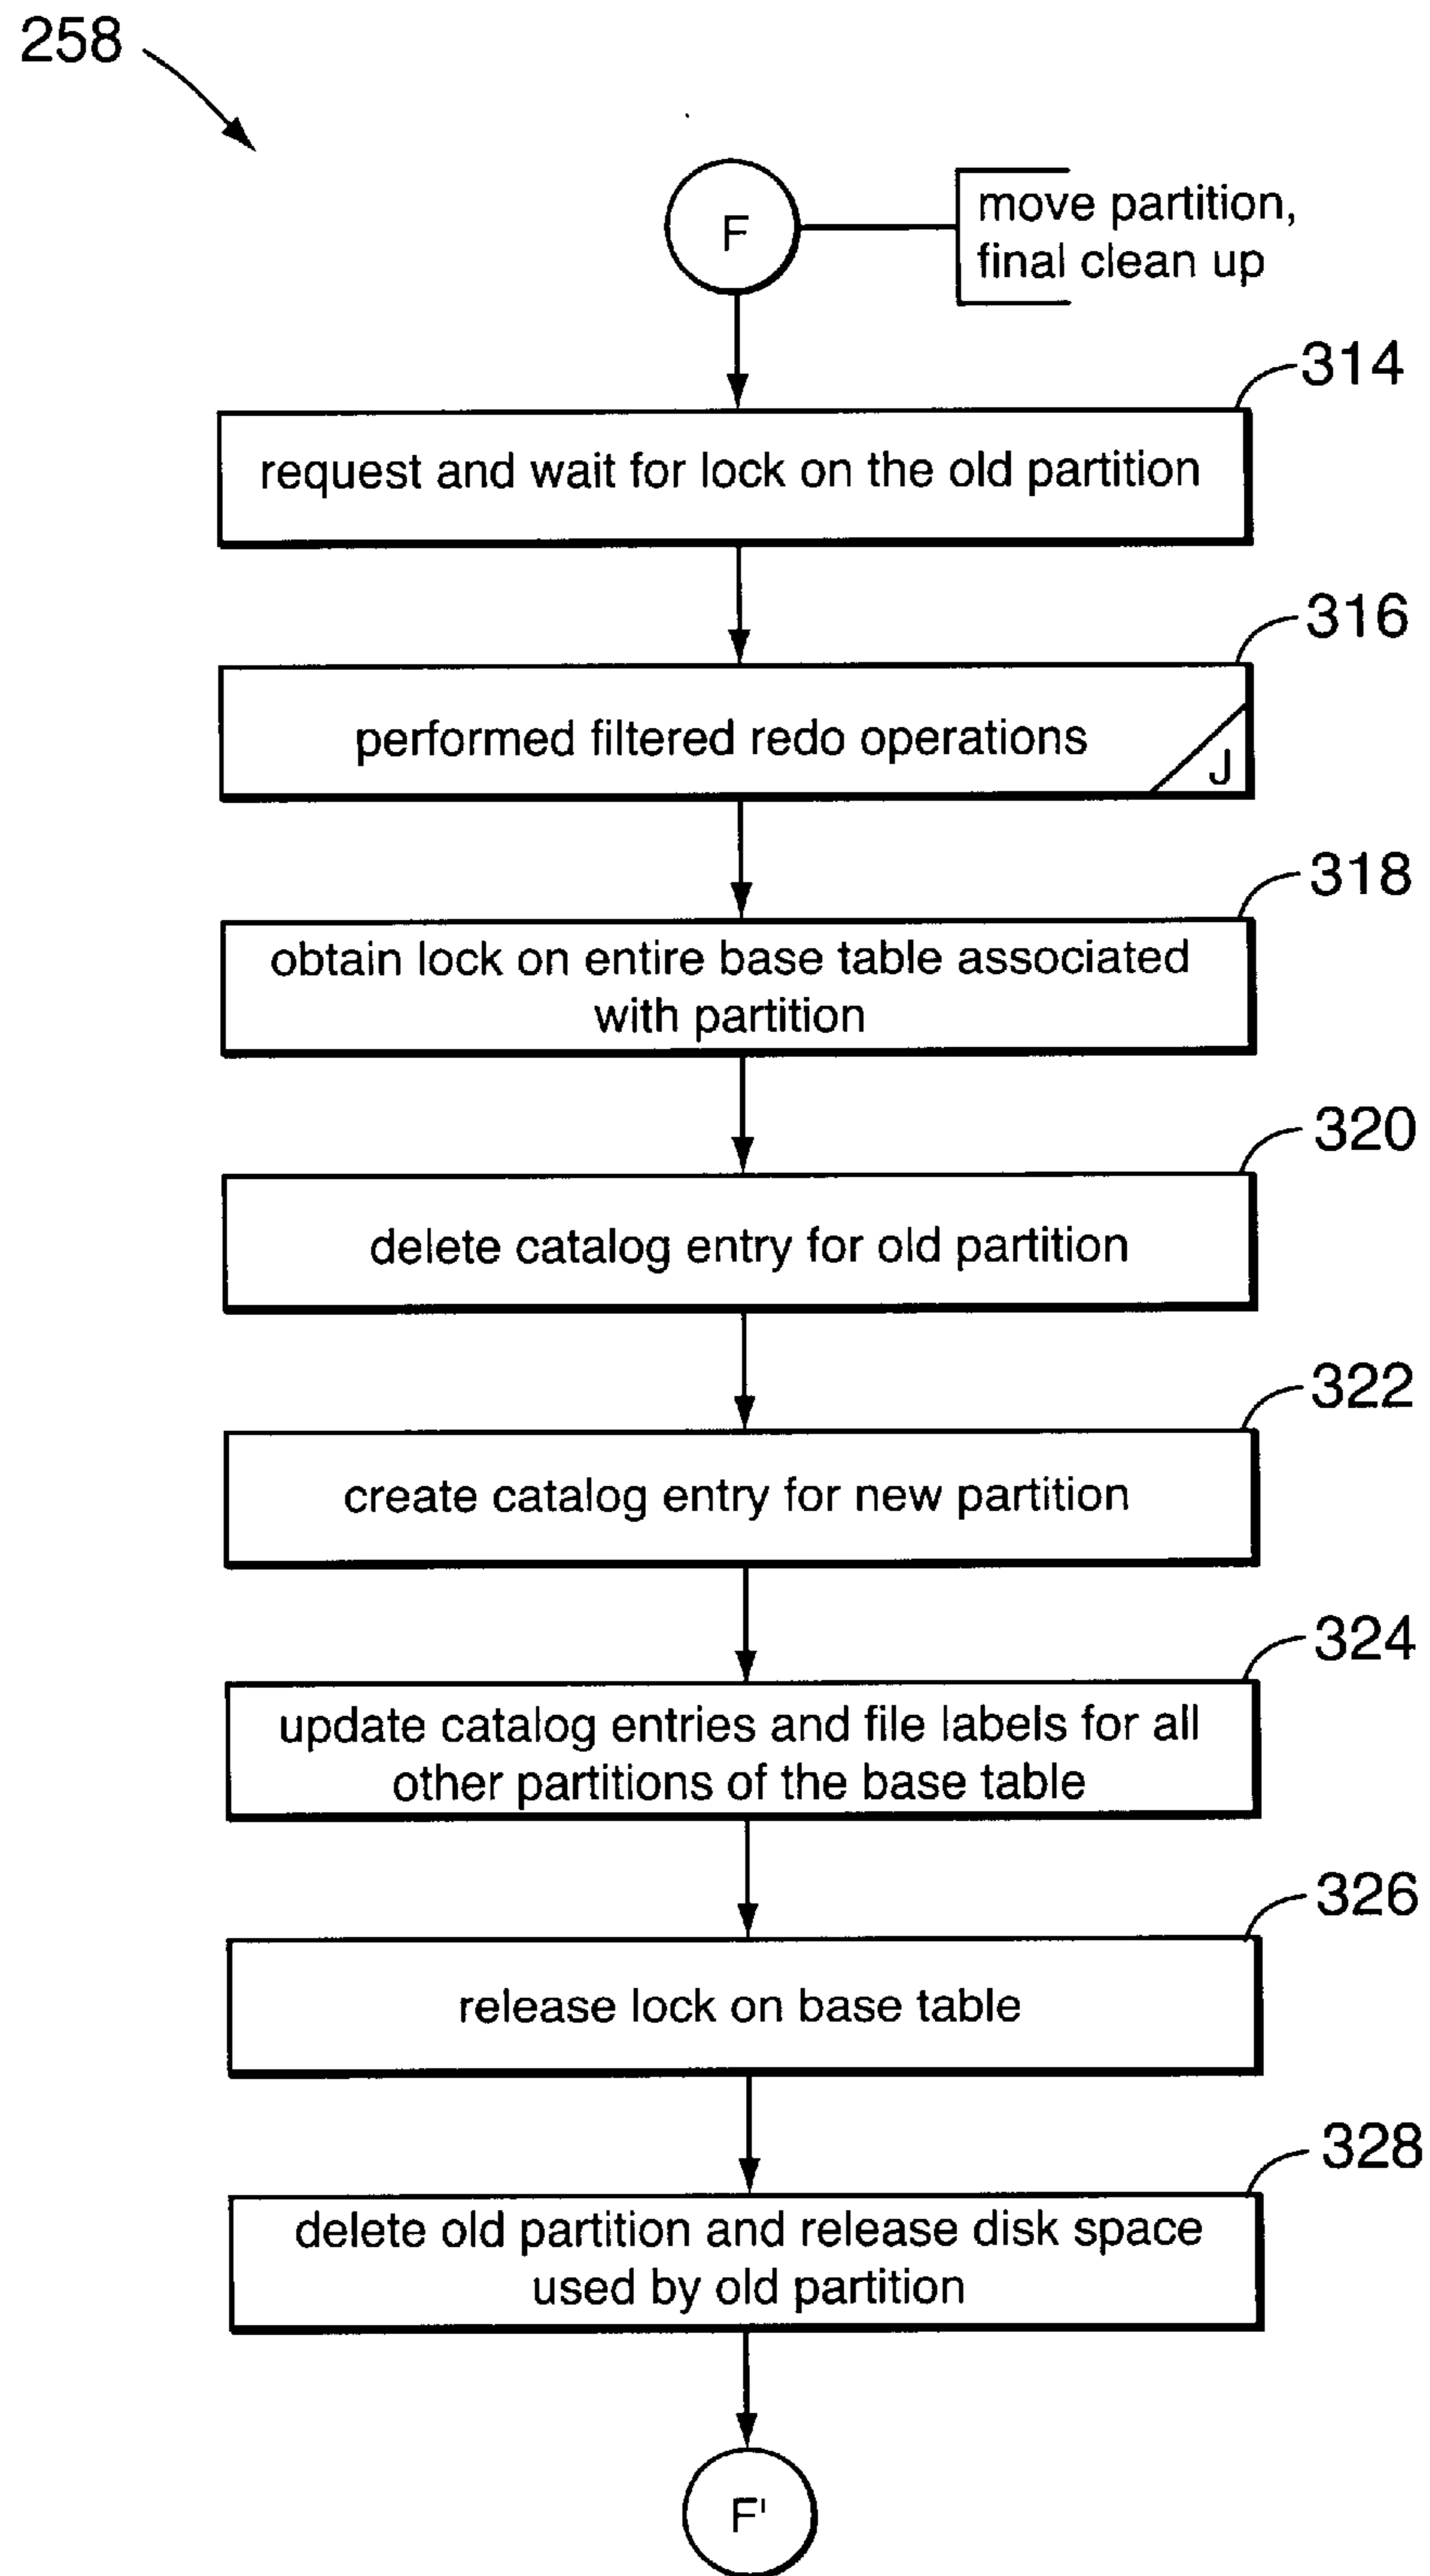 258
F
move partition,
final clean up
314
request and wait for lock on the old partition
316
performed filtered redo operations
J
318
obtain lock on entire base table associated
with partition
320
delete catalog entry for old partition
322
create catalog entry for new partition
324
update catalog entries and file labels for all
other partitions of the base table
326
release lock on base table
328
delete old partition and release disk space
used by old partition
F'